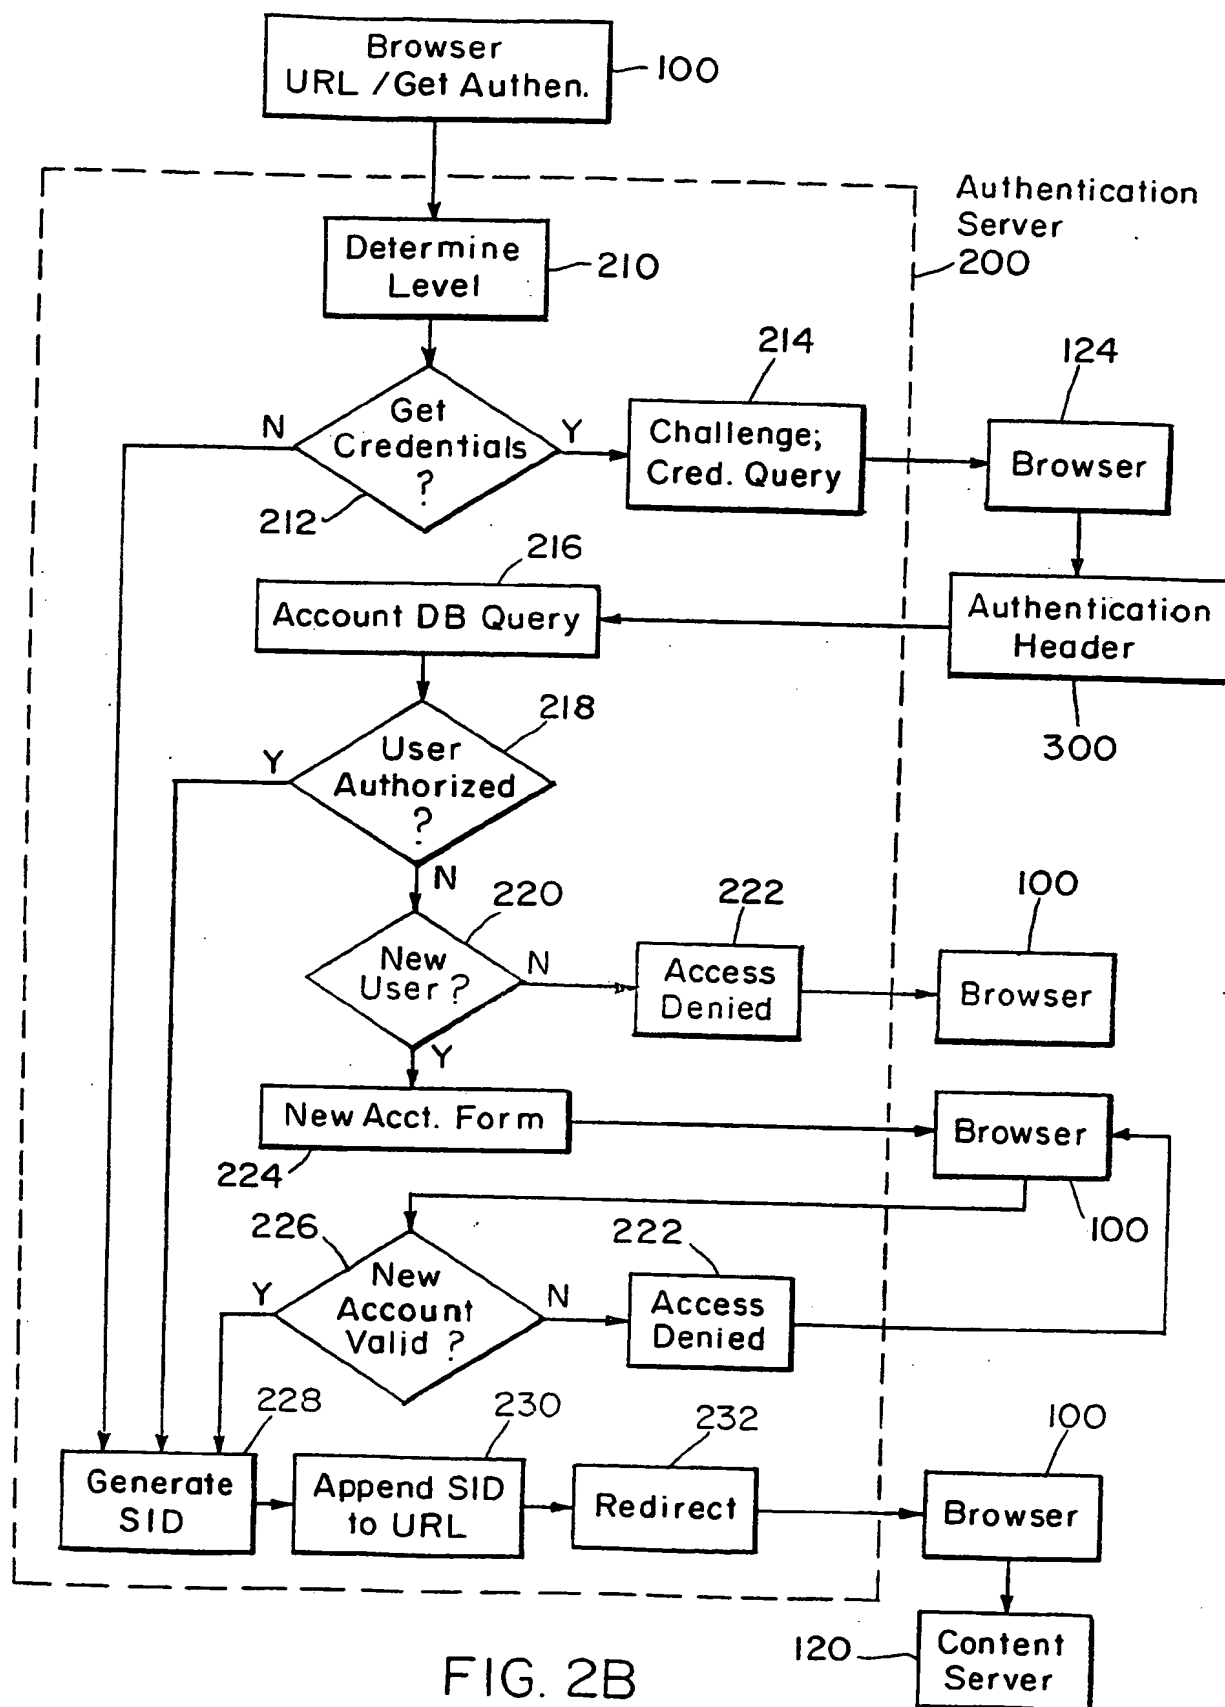 Browser
URL /Get Authen.
100
Authentication
Server
200
Determine
Level
210
214
124
N
Get
Credentials
?
Y
Challenge;
Cred. Query
Browser
212
216
Account DB Query
Authentication
Header
300
218
Y
User
Authorized
?
N
220
222
100
New
User ?
N
Access
Denied
Browser
Y
New Acct. Form
Browser
224
100
226
222
Y
New
Account
Valid ?
N
Access
Denied
228
230
232
100
Generate
SID
Append SID
to URL
Redirect
Browser
120
Content
Server
FIG. 2B